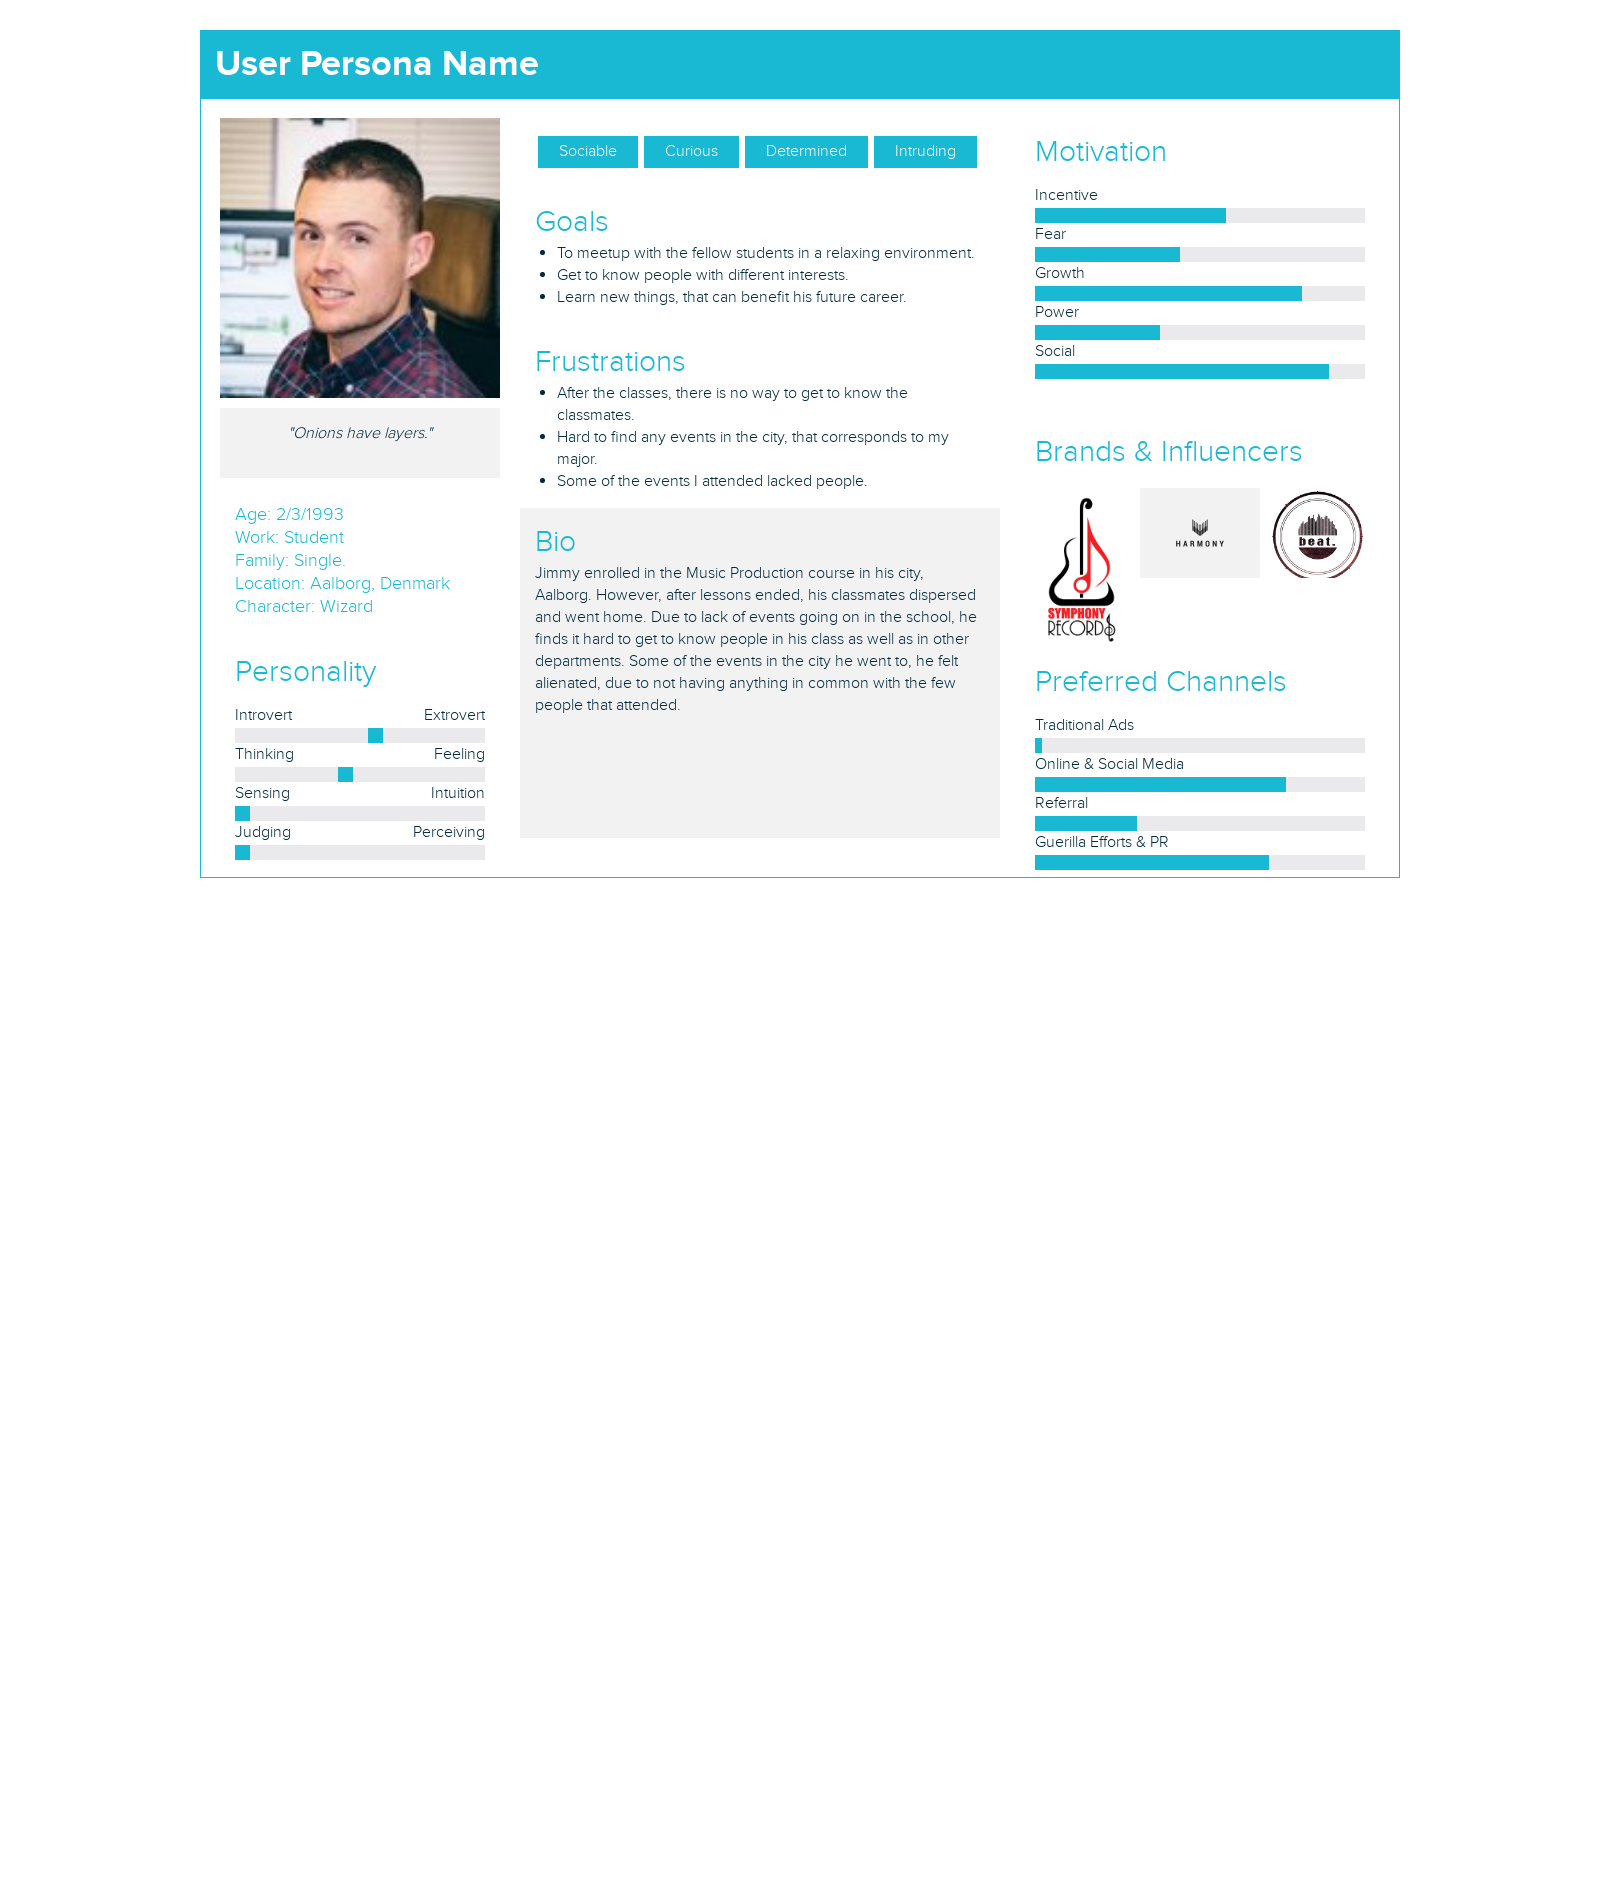 User Persona Name
"Onions have layers."
Age: 2/3/1993
Work: Student
Family: Single.
Location: Aalborg, Denmark
Character: Wizard
Personality
Introvert Extrovert
Thinking Feeling
Sensing Intuition
Judging Perceiving
Sociable Curious Determined Intruding
Goals
• To meetup with the fellow students in a relaxing environment.
• Get to know people with different interests.
• Learn new things, that can benefit his future career.
Frustrations
• After the classes, there is no way to get to know the
classmates.
• Hard to find any events in the city, that corresponds to my
major.
• Some of the events I attended lacked people.
Bio
Jimmy enrolled in the Music Production course in his city,
Aalborg. However, after lessons ended, his classmates dispersed
and went home. Due to lack of events going on in the school, he
finds it hard to get to know people in his class as well as in other
departments. Some of the events in the city he went to, he felt
alienated, due to not having anything in common with the few
people that attended.
Motivation
Incentive
Fear
Growth
Power
Social
Brands & Influencers
SYMPHONY
RECORDS
HARMONY
beat.
Preferred Channels
Traditional Ads
Online & Social Media
Referral
Guerilla Efforts & PR